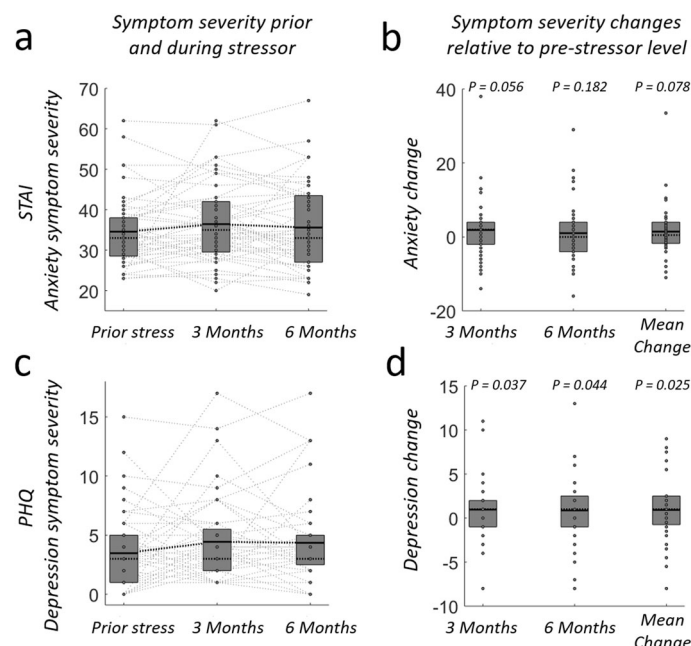 a
Symptom severity prior
and during stressor
b
Symptom severity changes
relative to pre-stressor level
STAI
Anxiety symptom severity
70
60
50
40
30
20
Prior stress 3 Months 6 Months
Anxiety change
40
20
0
-20
P = 0.056 P = 0.182 P = 0.078
3 Months 6 Months Mean
Change
c
PHQ
Depression symptom severity
15
10
5
0
Prior stress 3 Months 6 Months
d
Depression change
15
10
5
0
-5
-10
P = 0.037 P = 0.044 P = 0.025
3 Months 6 Months Mean
Change